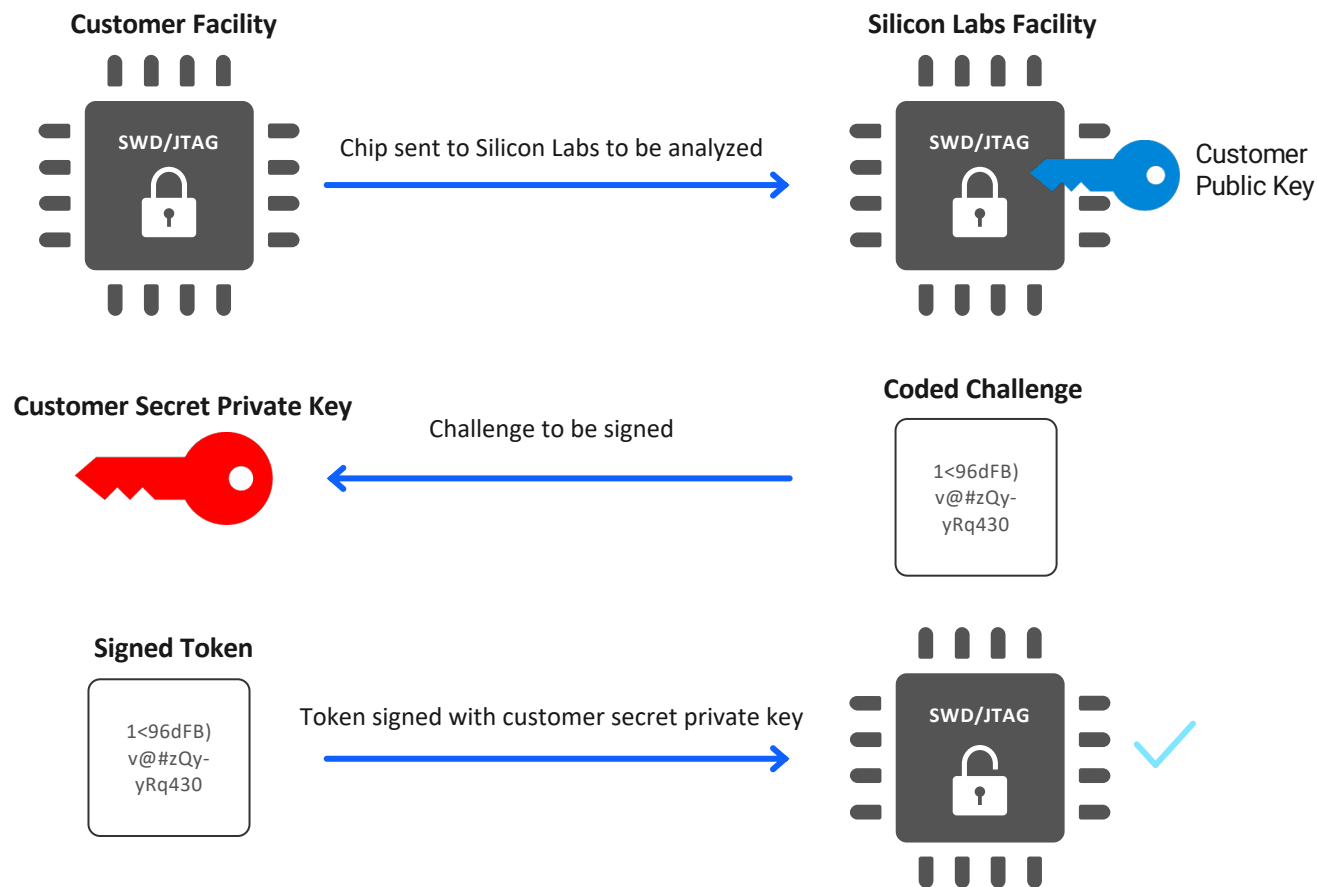 Customer Facility
Silicon Labs Facility
SWD/JTAG
Chip sent to Silicon Labs to be analyzed
SWD/JTAG
Customer
Public Key
Customer Secret Private Key
Challenge to be signed
Coded Challenge
1<96dFB)
v@#zQy-
yRq430
Signed Token
1<96dFB)
v@#zQy-
yRq430
Token signed with customer secret private key
SWD/JTAG